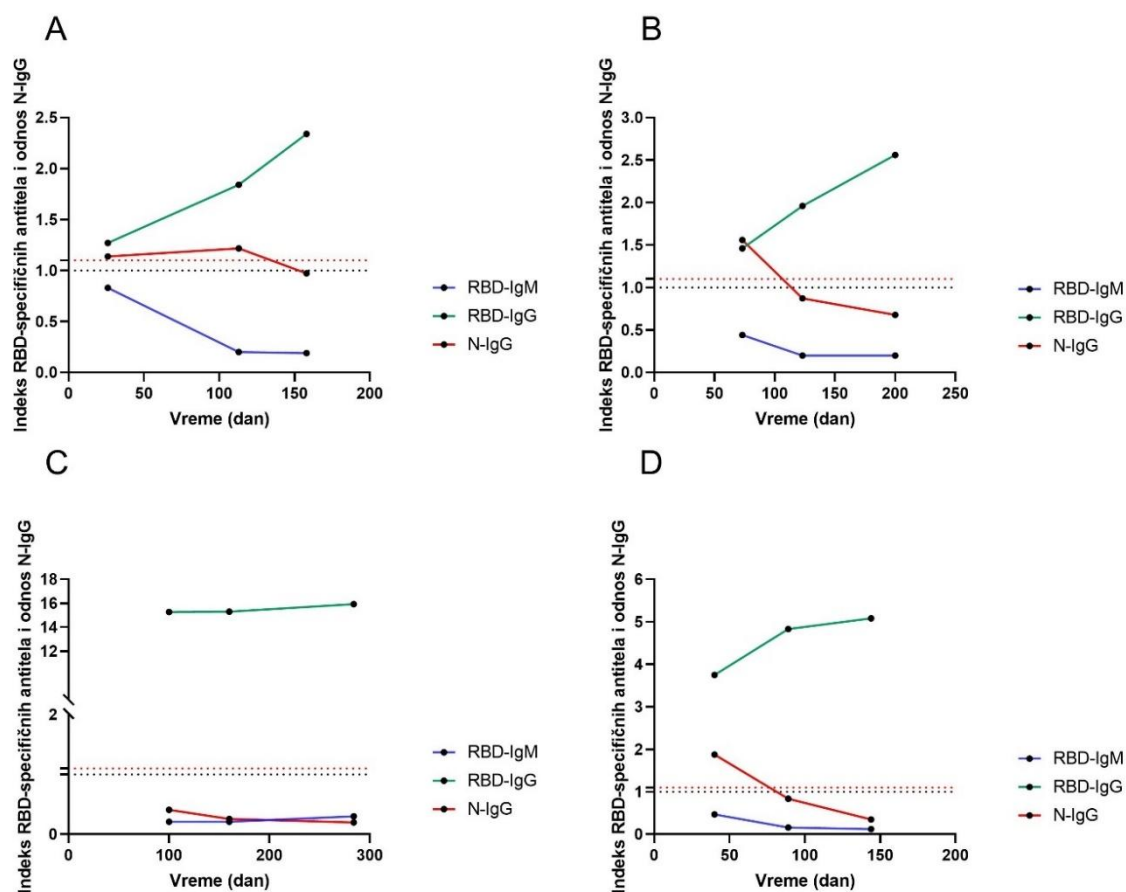 A
Indeks RBD-specifičnih antitela i odnos N-IgG
2.5
2.0
1.5
1.0
0.5
0.0
0 50 100 150 200
Vreme (dan)
RBD-IgM
RBD-IgG
N-IgG
B
Indeks RBD-specifičnih antitela i odnos N-IgG
3.0
2.5
2.0
1.5
1.0
0.5
0.0
0 50 100 150 200 250
Vreme (dan)
RBD-IgM
RBD-IgG
N-IgG
C
Indeks RBD-specifičnih antitela i odnos N-IgG
18
16
14
12
2
0
0 100 200 300
Vreme (dan)
RBD-IgM
RBD-IgG
N-IgG
D
Indeks RBD-specifičnih antitela i odnos N-IgG
6
5
4
3
2
1
0
0 50 100 150 200
Vreme (dan)
RBD-IgM
RBD-IgG
N-IgG